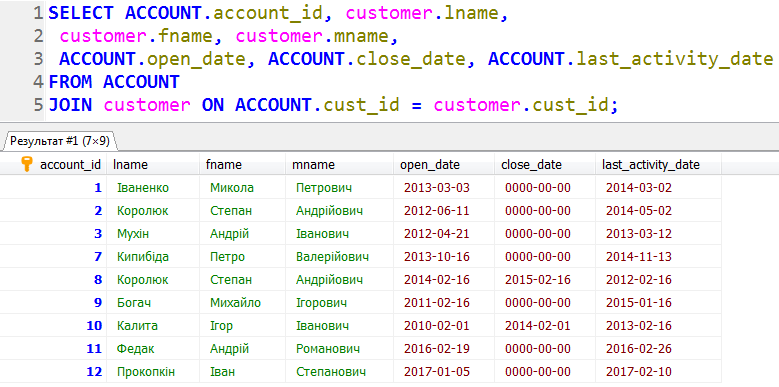 1 SELECT ACCOUNT.account_id, customer.lname,
2 customer.fname, customer.mname,
3 ACCOUNT.open_date, ACCOUNT.close_date, ACCOUNT.last_activity_date
4 FROM ACCOUNT
5 JOIN customer ON ACCOUNT.cust_id = customer.cust_id;
Результат #1 (7×9)
account_id lname fname mname open_date close_date last_activity_date
1 Іваненко Микола Петрович 2013-03-03 0000-00-00 2014-03-02
2 Королюк Степан Андрійович 2012-06-11 0000-00-00 2014-05-02
3 Мухін Андрій Іванович 2012-04-21 0000-00-00 2013-03-12
7 Кипибіда Петро Валерійович 2013-10-16 0000-00-00 2014-11-13
8 Королюк Степан Андрійович 2014-02-16 2015-02-16 2012-02-16
9 Богач Михайло Ігорович 2011-02-16 0000-00-00 2015-01-16
10 Калита Ігор Іванович 2010-02-01 2014-02-01 2013-02-16
11 Федак Андрій Романович 2016-02-19 0000-00-00 2016-02-26
12 Прокопкін Іван Степанович 2017-01-05 0000-00-00 2017-02-10